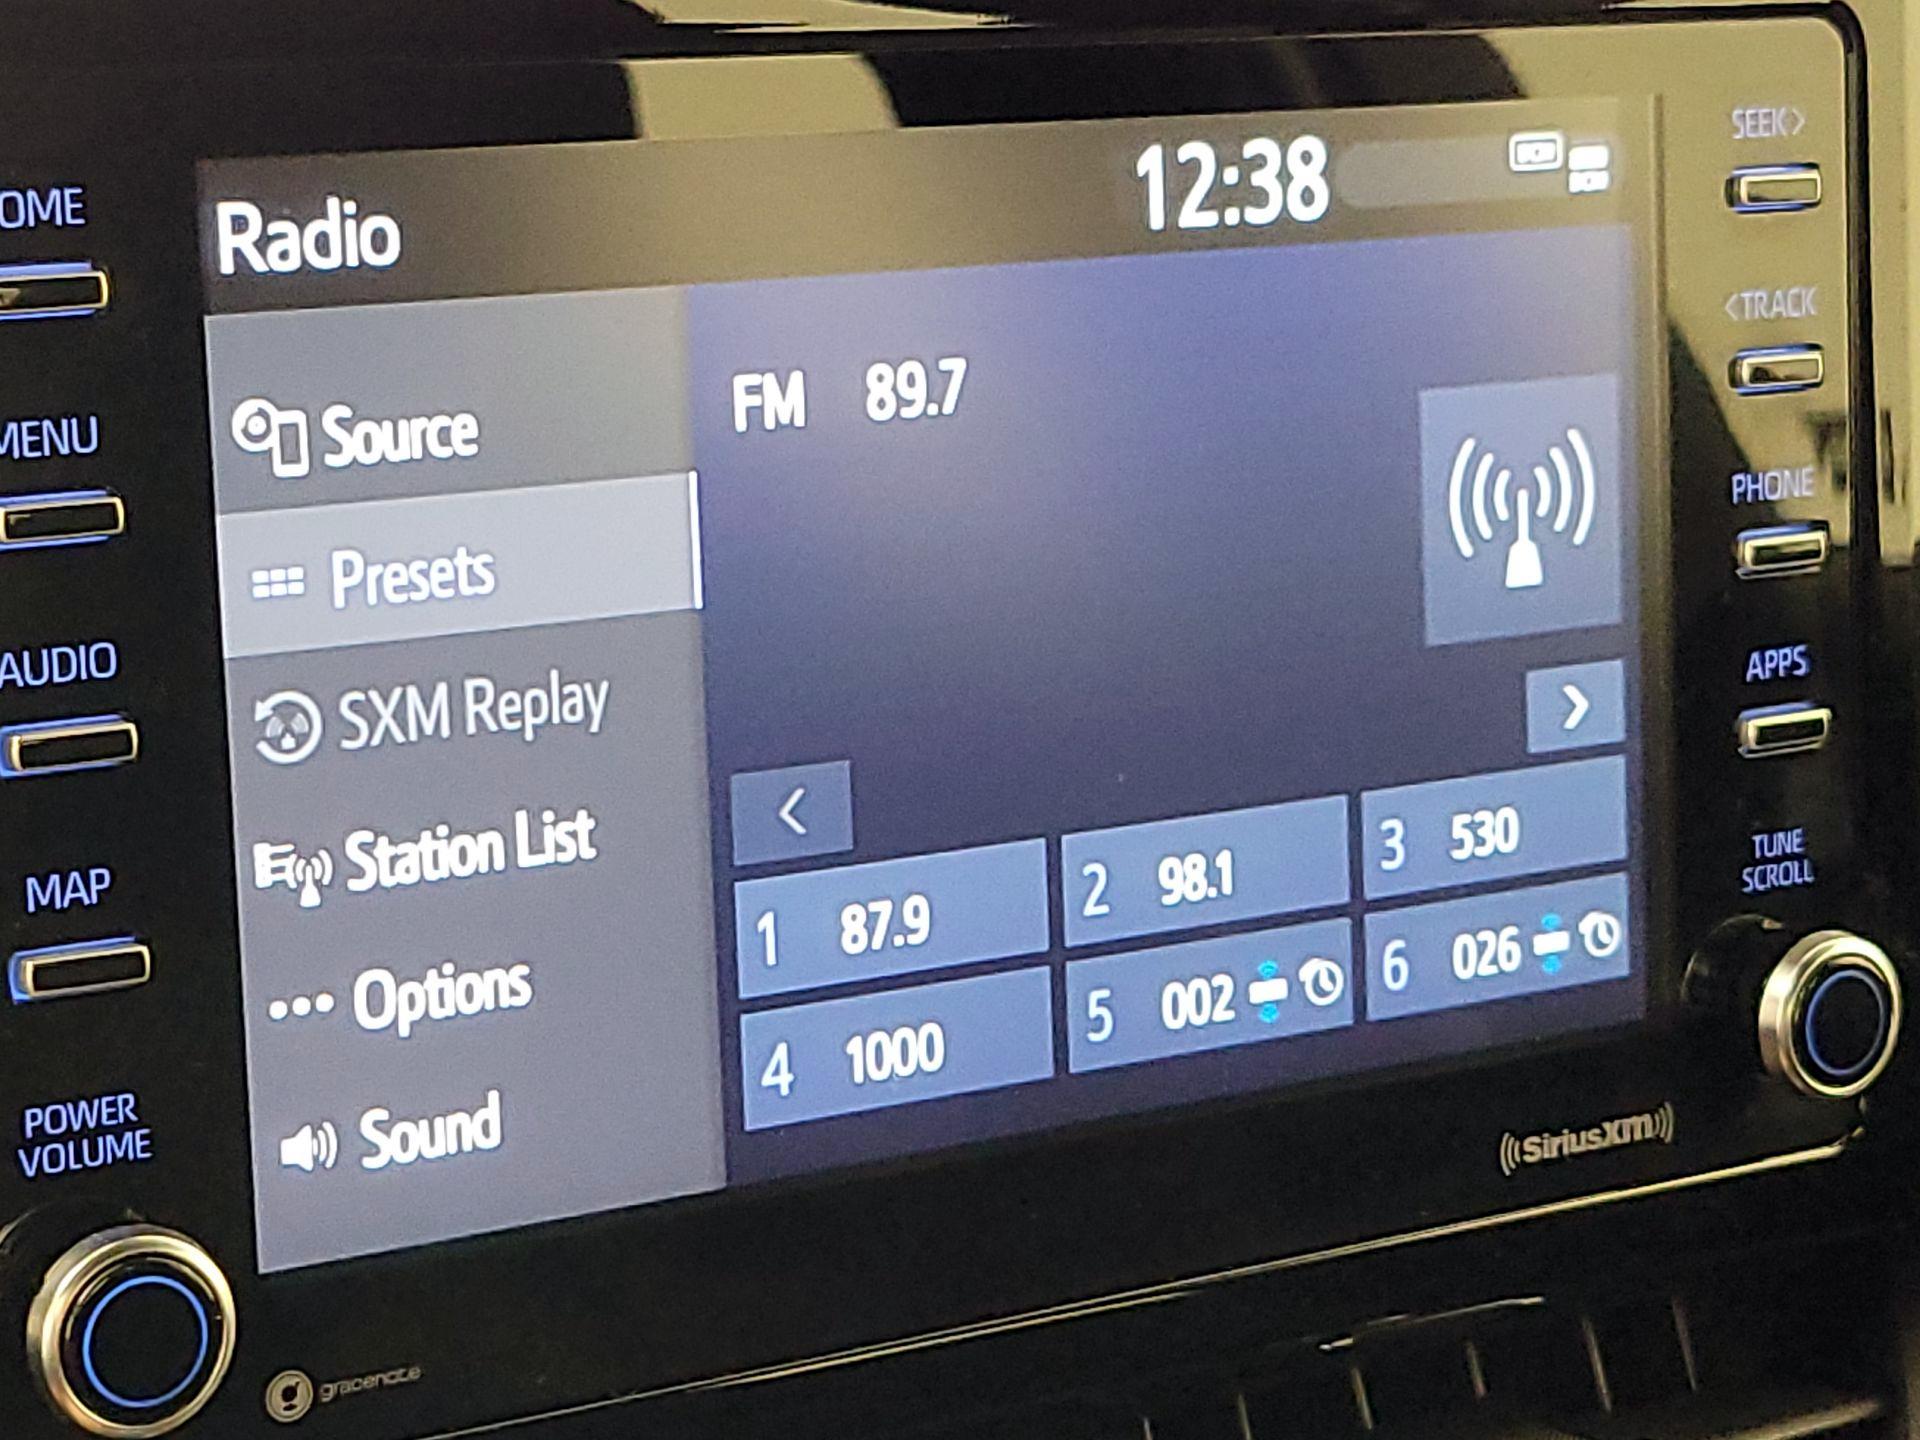 Radio
12:38
DCM
DCM
OME
MENU
AUDIO
MAP
POWER
VOLUME
Source
Presets
SXM Replay
Station List
Options
Sound
FM 89.7
<
>
1 87.9
2 98.1
3 530
4 1000
5 002
6 026
SEEK>
<TRACK
PHONE
APPS
TUNE
SCROLL
SiriusXM
gracenote